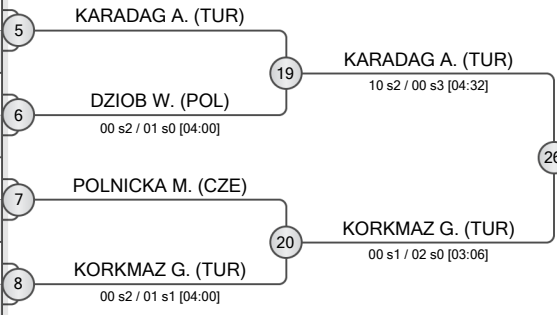 KARADAG A. (TUR)
5
19
KARADAG A. (TUR)
10 s2 / 00 s3 [04:32]
DZIOB W. (POL)
6
00 s2 / 01 s0 [04:00]
26
POLNICKA M. (CZE)
7
20
KORKMAZ G. (TUR)
00 s1 / 02 s0 [03:06]
KORKMAZ G. (TUR)
8
00 s2 / 01 s1 [04:00]